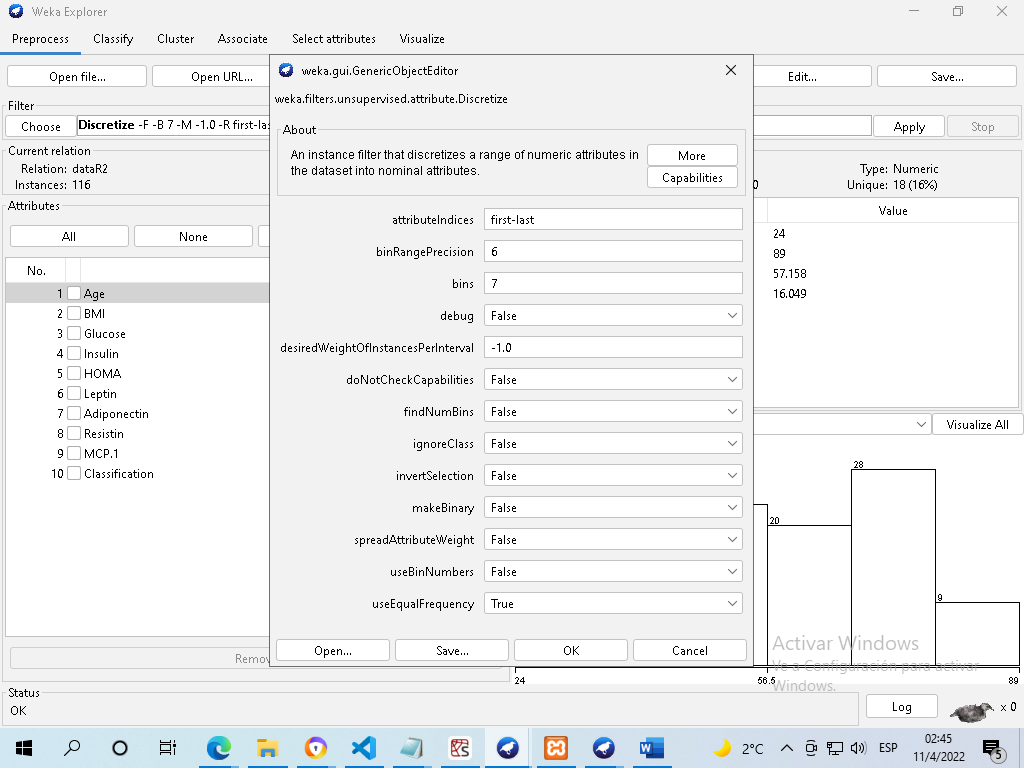 Weka Explorer
Preprocess Classify Cluster Associate Select attributes Visualize
Open file... Open URL... Edit... Save...
Filter
Choose Discretize -F -B 7 -M -1.0 -R first-las Apply Stop
Current relation
Relation: dataR2
Instances: 116
Type: Numeric
0 Unique: 18 (16%)
Attributes
All None
No.
1 Age
2 BMI
3 Glucose
4 Insulin
5 HOMA
6 Leptin
7 Adiponectin
8 Resistin
9 MCP.1
10 Classification
Remov
weka.gui.GenericObjectEditor
weka.filters.unsupervised.attribute.Discretize
About
An instance filter that discretizes a range of numeric attributes in
the dataset into nominal attributes.
More
Capabilities
attributeIndices first-last
binRangePrecision 6
bins 7
debug False
desiredWeightOfInstancesPerInterval -1.0
doNotCheckCapabilities False
findNumBins False
ignoreClass False
invertSelection False
makeBinary False
spreadAttributeWeight False
useBinNumbers False
useEqualFrequency True
Open... Save... OK Cancel
Value
24
89
57.158
16.049
Visualize All
28
20
9
24 56.5 89
Activar Windows
Ve a Configuración para activar
Windows.
Status
OK
Log x 0
2°C ESP 02:45
11/4/2022 5